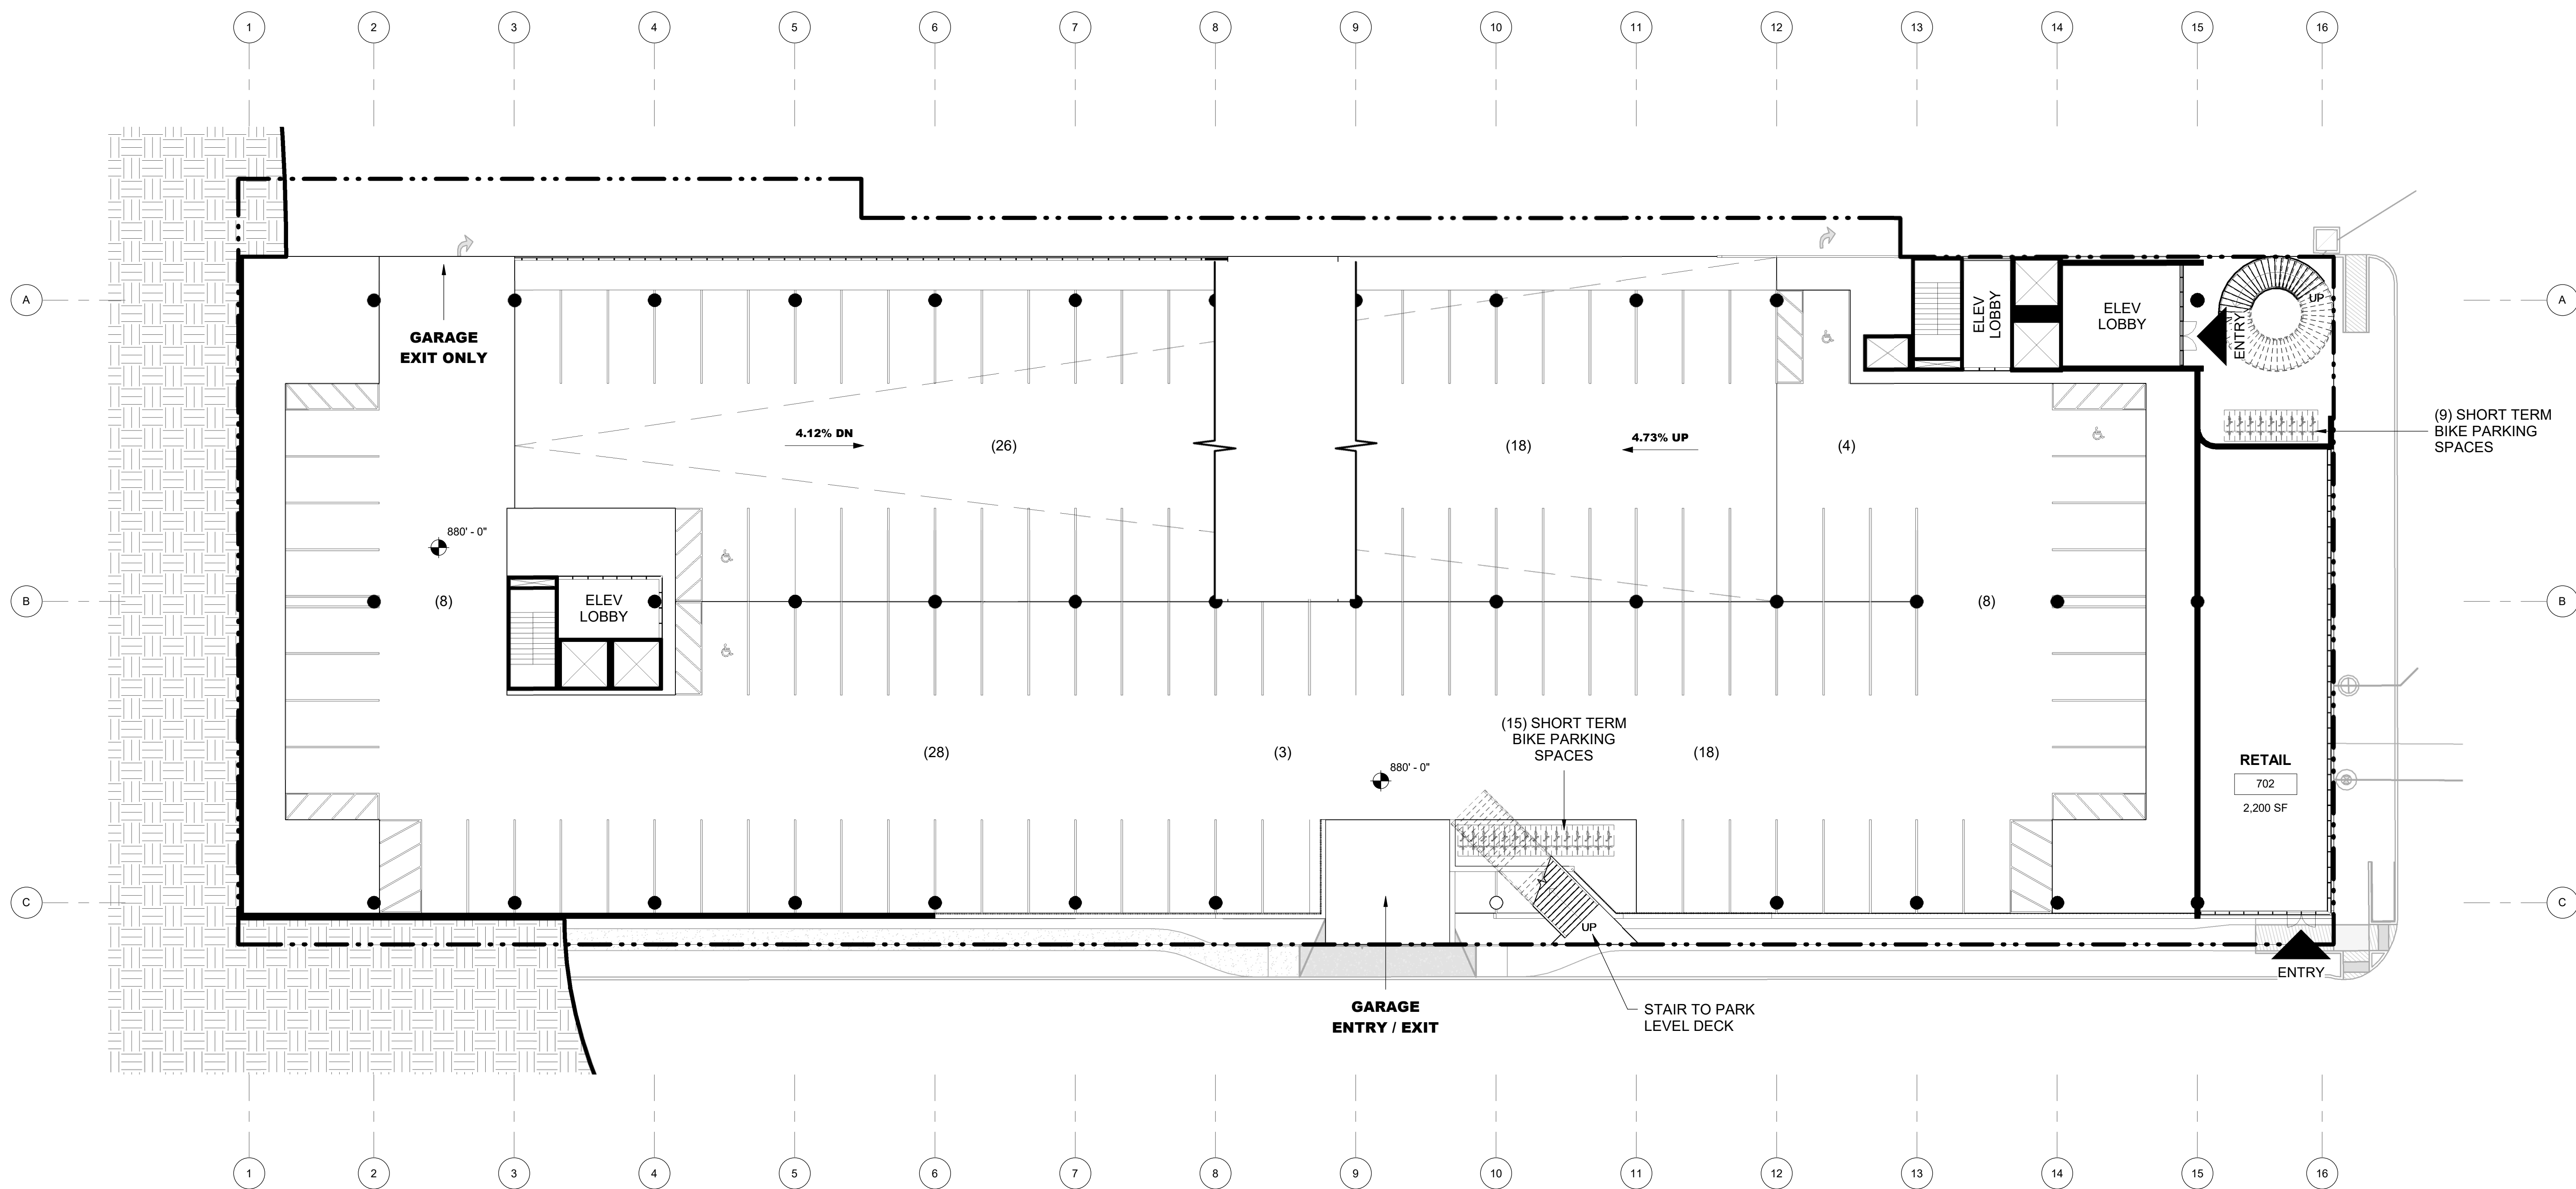 1 2 3 4 5 6 7 8 9 10 11 12 13 14 15 16
A
A
UP
ENTRY
ELEV
LOBBY
ELEV
LOBBY
GARAGE
EXIT ONLY
(9) SHORT TERM
BIKE PARKING
SPACES
4.12% DN
(26)
(18)
4.73% UP
(4)
880' - 0"
B
(8)
ELEV
LOBBY
(8)
B
(15) SHORT TERM
BIKE PARKING
SPACES
(28)
(3)
(18)
880' - 0"
RETAIL
702
2,200 SF
C
C
UP
ENTRY
GARAGE
ENTRY / EXIT
STAIR TO PARK
LEVEL DECK
1 2 3 4 5 6 7 8 9 10 11 12 13 14 15 16